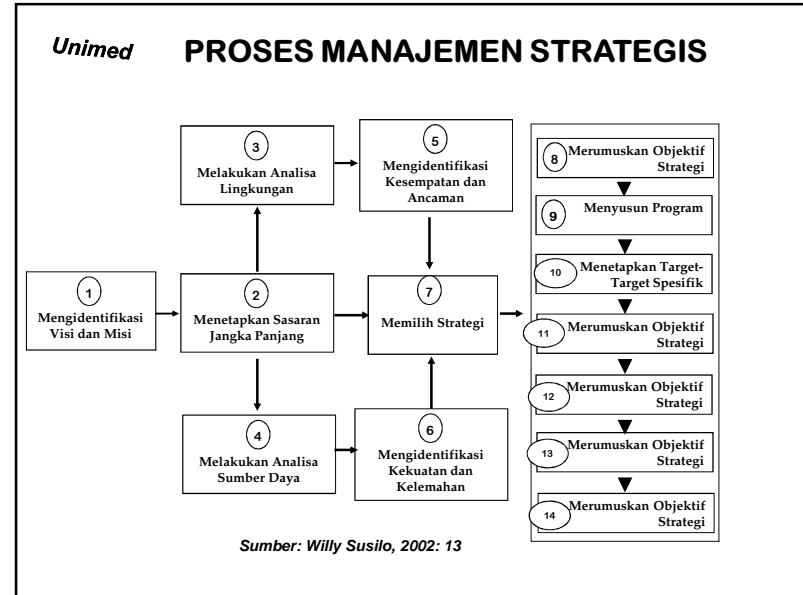 Unimed
PROSES MANAJEMEN STRATEGIS
1
Mengidentifikasi
Visi dan Misi
2
Menetapkan Sasaran
Jangka Panjang
3
Melakukan Analisa
Lingkungan
4
Melakukan Analisa
Sumber Daya
5
Mengidentifikasi
Kesempatan dan
Ancaman
6
Mengidentifikasi
Kekuatan dan
Kelemahan
7
Memilih Strategi
8
Merumuskan Objektif
Strategi
9
Menyusun Program
10
Menetapkan Target-
Target Spesifik
11
Merumuskan Objektif
Strategi
12
Merumuskan Objektif
Strategi
13
Merumuskan Objektif
Strategi
14
Merumuskan Objektif
Strategi
Sumber: Willy Susilo, 2002: 13